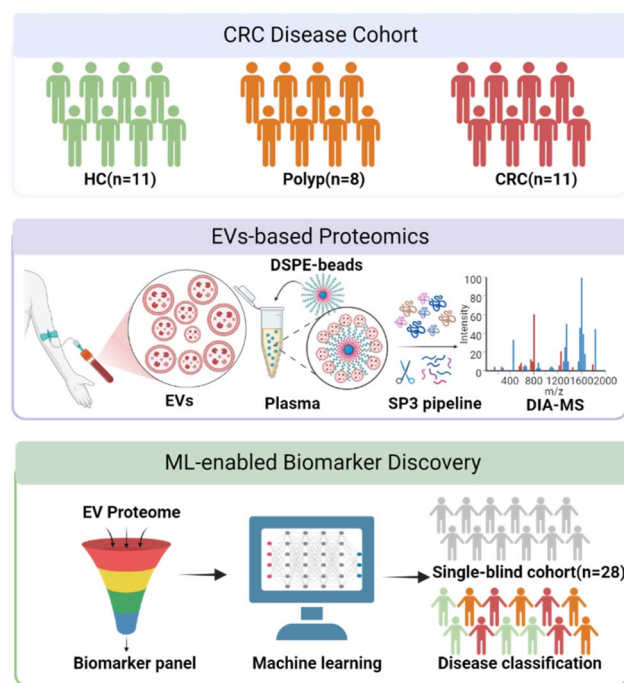 CRC Disease Cohort
HC(n=11)
Polyp(n=8)
CRC(n=11)
EVs-based Proteomics
DSPE-beads
EVs
Plasma
SP3 pipeline
Intensity
100
80
60
40
20
0
400 800 1200 1600 2000
m/z
DIA-MS
ML-enabled Biomarker Discovery
EV Proteome
Biomarker panel
Machine learning
Single-blind cohort(n=28)
Disease classification